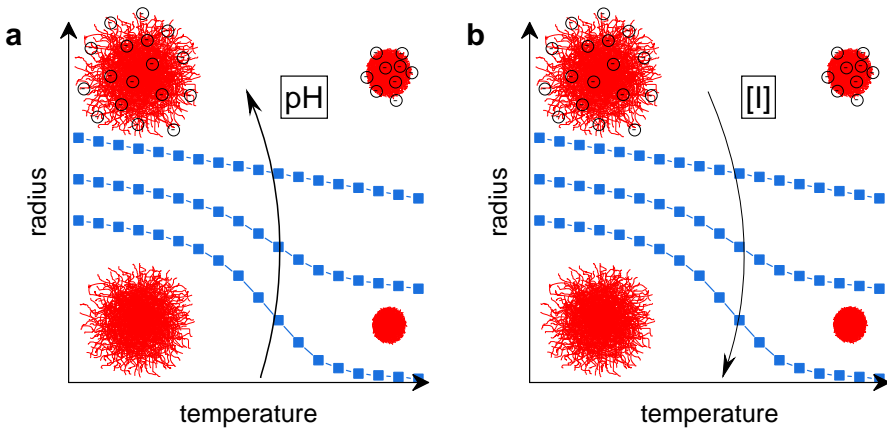 a
pH
radius
temperature
b
[I]
radius
temperature